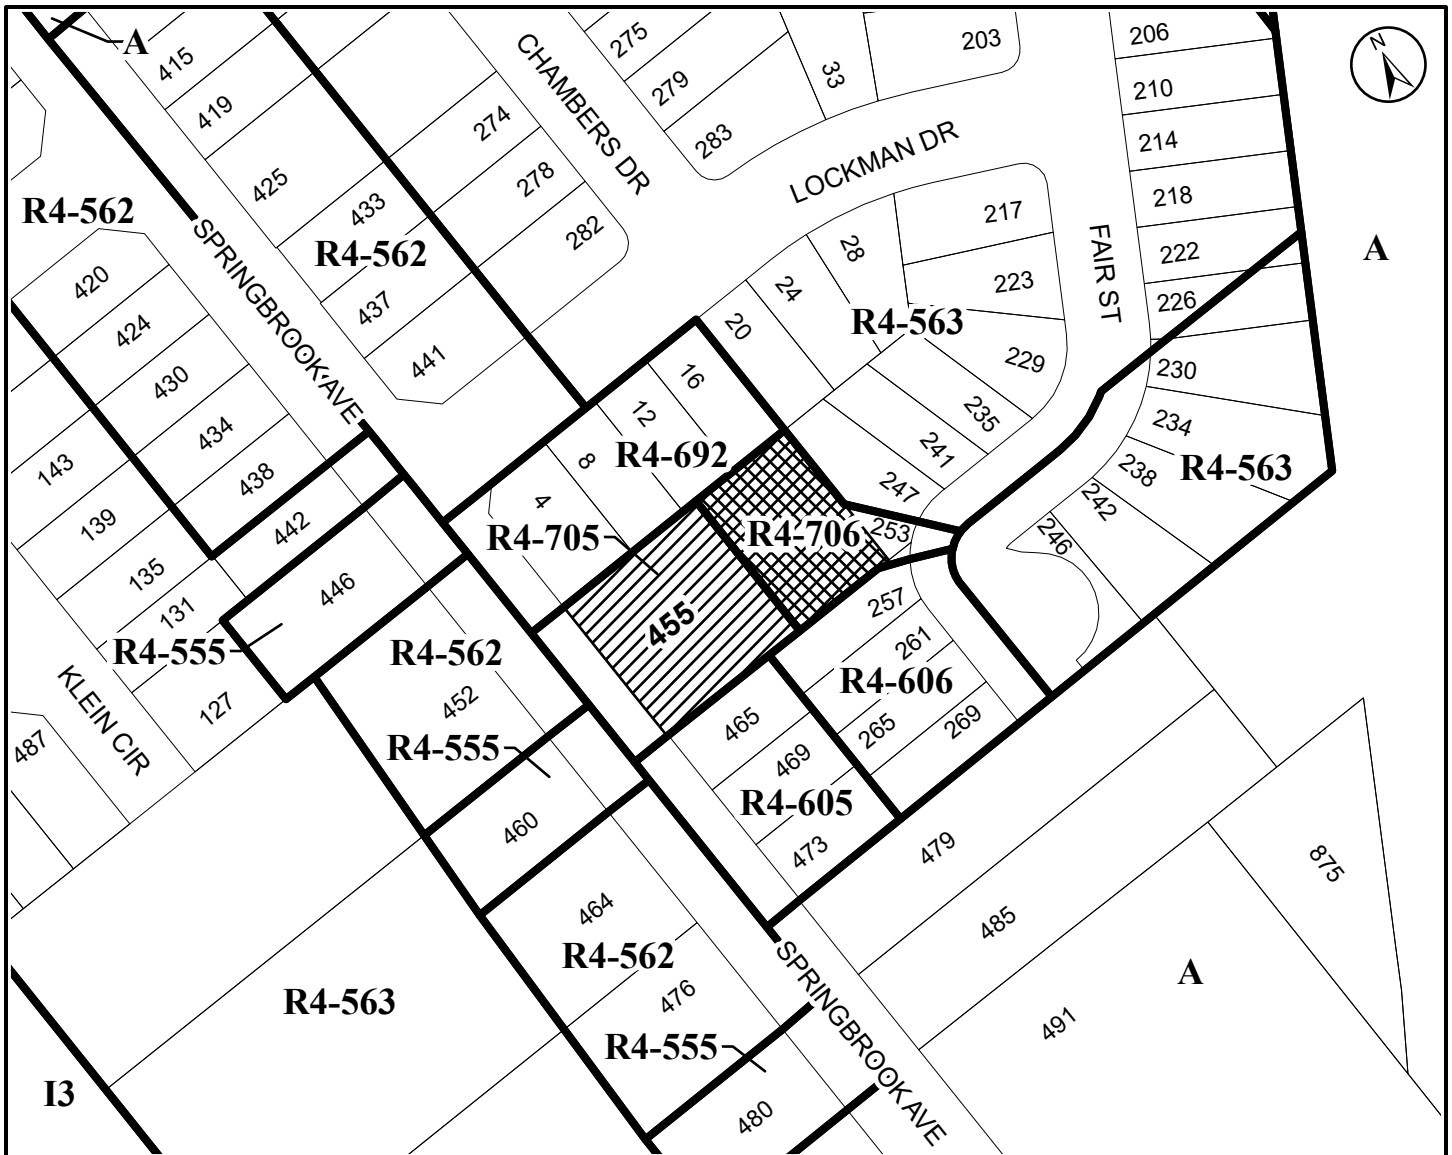 A
415
419
425
433
437
441
R4-562
R4-562
CHAMBERS DR
274
278
282
275
279
283
33
203
LOCKMAN DR
206
210
214
218
222
226
230
234
238
242
246
N
A
217
223
229
235
241
247
253
257
261
265
269
FAIR ST
28
24
20
16
12
8
4
R4-563
R4-692
R4-705
R4-706
R4-563
SPRINGBROOK AVE
420
424
430
434
438
442
446
143
139
135
131
127
R4-555
KLEIN CIR
487
R4-562
452
R4-555
460
455
R4-606
465
469
473
R4-605
479
485
491
875
A
464
R4-562
476
R4-555
480
SPRINGBROOK AVE
R4-563
I3